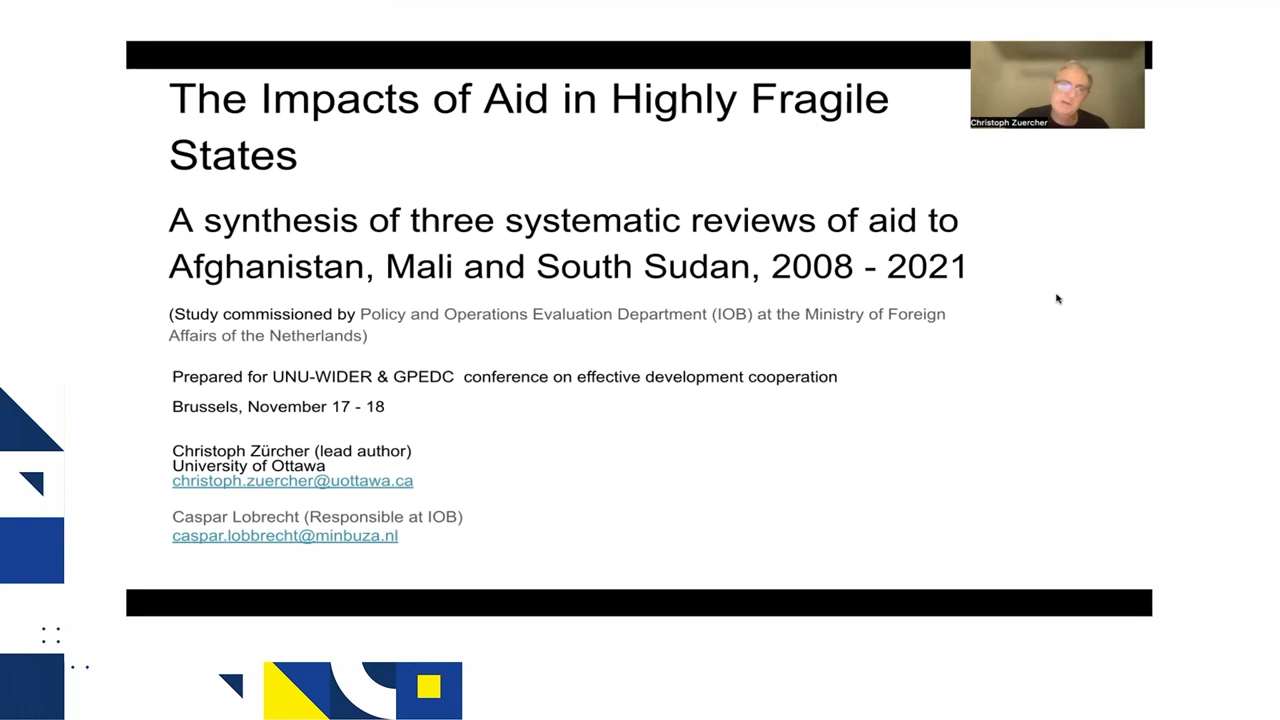 The Impacts of Aid in Highly Fragile
States
A synthesis of three systematic reviews of aid to
Afghanistan, Mali and South Sudan, 2008 - 2021
(Study commissioned by Policy and Operations Evaluation Department (IOB) at the Ministry of Foreign
Affairs of the Netherlands)
Prepared for UNU-WIDER & GPEDC conference on effective development cooperation
Brussels, November 17 - 18
Christoph Zürcher (lead author)
University of Ottawa
christoph.zuercher@uottawa.ca
Caspar Lobrecht (Responsible at IOB)
caspar.lobbrecht@minbuza.nl
Christoph Zuercher